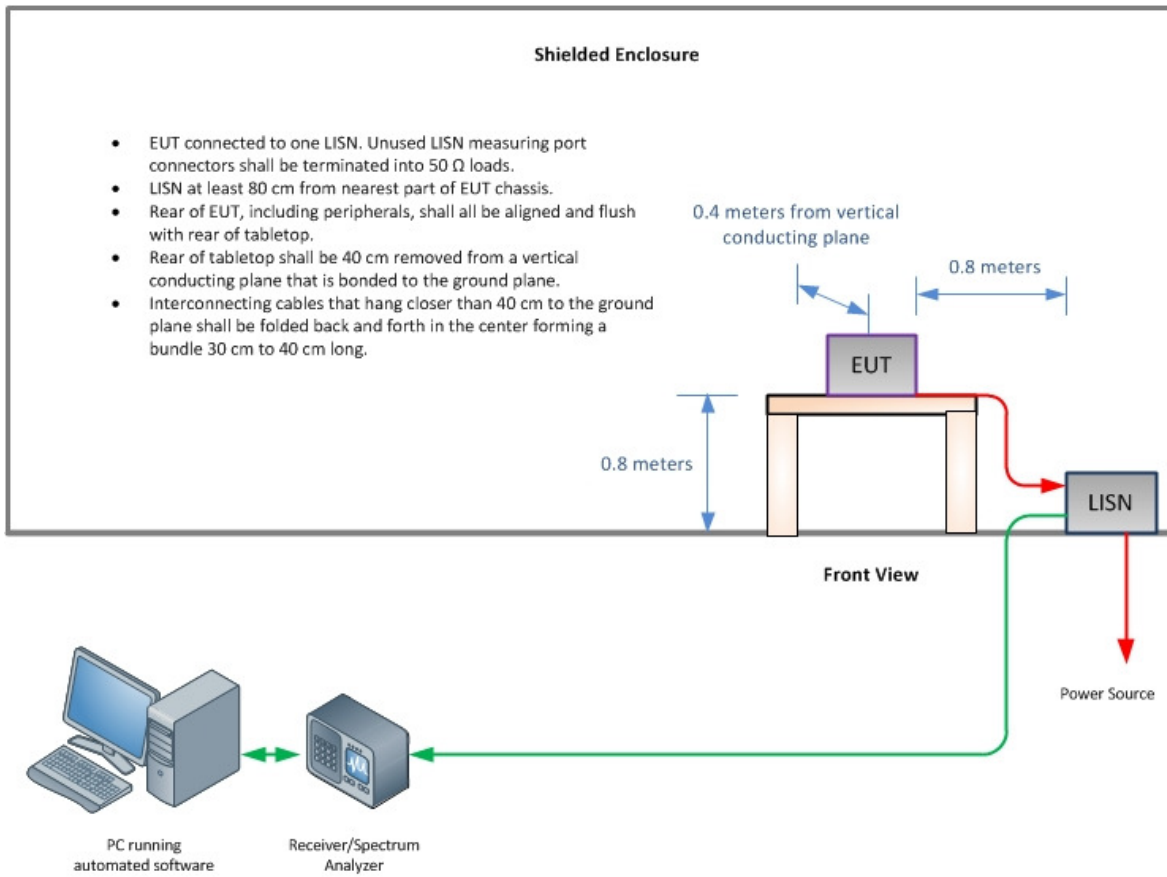 Shielded Enclosure
• EUT connected to one LISN. Unused LISN measuring port
connectors shall be terminated into 50 Ω loads.
• LISN at least 80 cm from nearest part of EUT chassis.
• Rear of EUT, including peripherals, shall all be aligned and flush
with rear of tabletop.
• Rear of tabletop shall be 40 cm removed from a vertical
conducting plane that is bonded to the ground plane.
• Interconnecting cables that hang closer than 40 cm to the ground
plane shall be folded back and forth in the center forming a
bundle 30 cm to 40 cm long.
0.4 meters from vertical
conducting plane
0.8 meters
EUT
0.8 meters
LISN
Front View
Power Source
PC running
automated software
Receiver/Spectrum
Analyzer